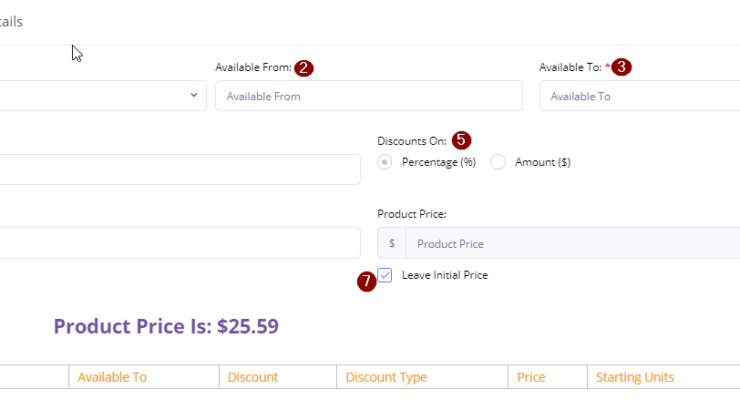 tails
Available From: 2 Available To: * 3
Available From Available To
Discounts On: 5
Percentage (%) Amount ($)
Product Price:
$ Product Price
7 Leave Initial Price
Product Price Is: $25.59
Available To Discount Discount Type Price Starting Units